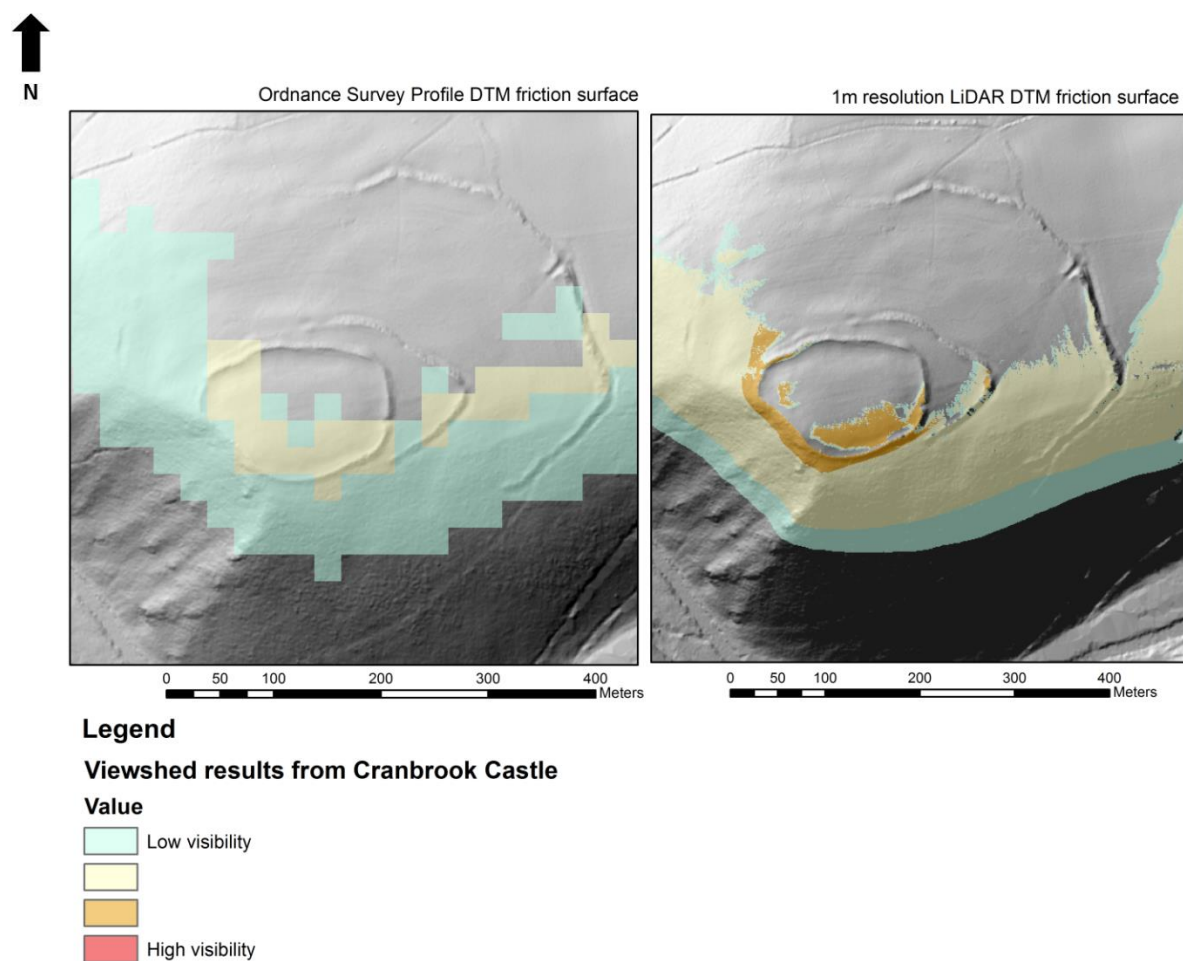 N
Ordnance Survey Profile DTM friction surface
1m resolution LiDAR DTM friction surface
0 50 100 200 300 400
Meters
0 50 100 200 300 400
Meters
Legend
Viewshed results from Cranbrook Castle
Value
Low visibility
High visibility